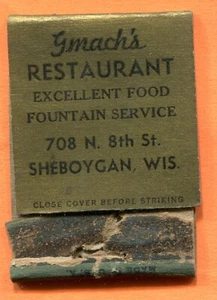 Gmach's
RESTAURANT
EXCELLENT FOOD
FOUNTAIN SERVICE
708 N. 8th St.
SHEBOYGAN, WIS.
CLOSE COVER BEFORE STRIKING